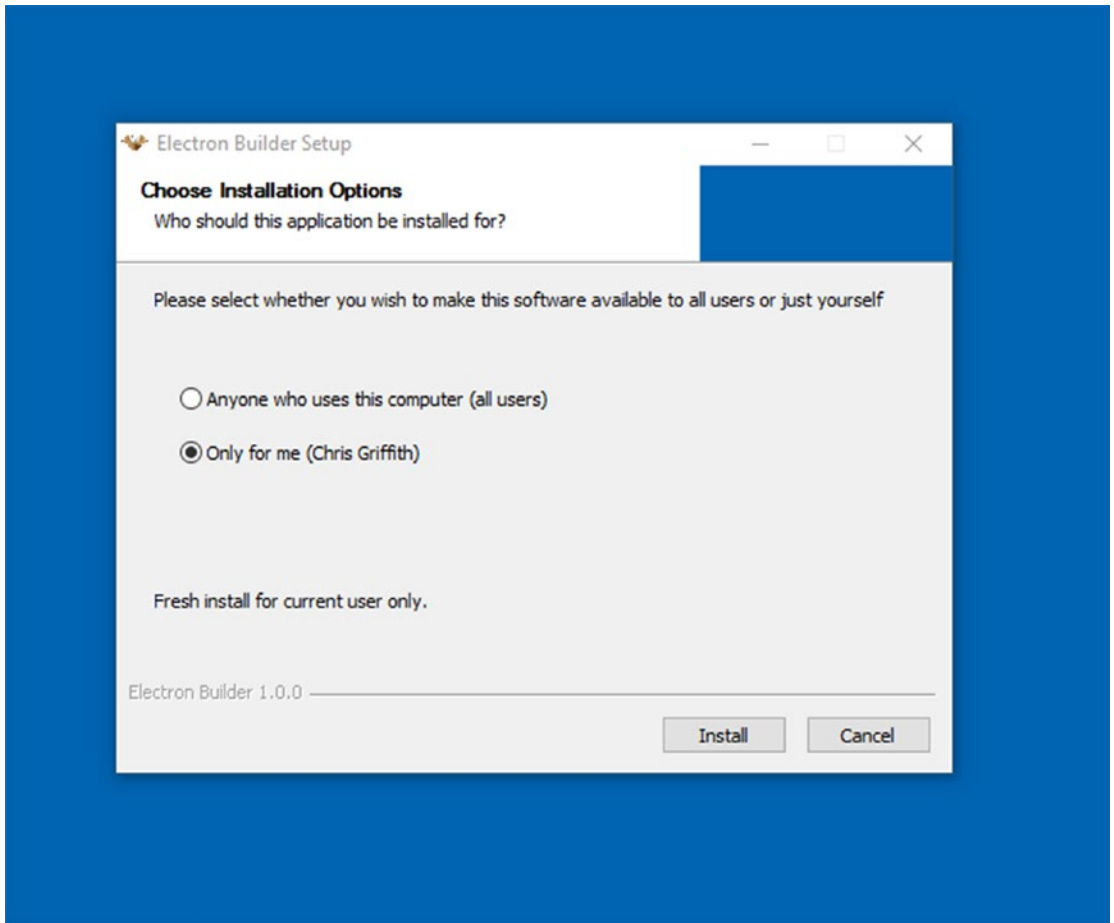 Electron Builder Setup
Choose Installation Options
Who should this application be installed for?
Please select whether you wish to make this software available to all users or just yourself
Anyone who uses this computer (all users)
Only for me (Chris Griffith)
Fresh install for current user only.
Electron Builder 1.0.0
Install Cancel